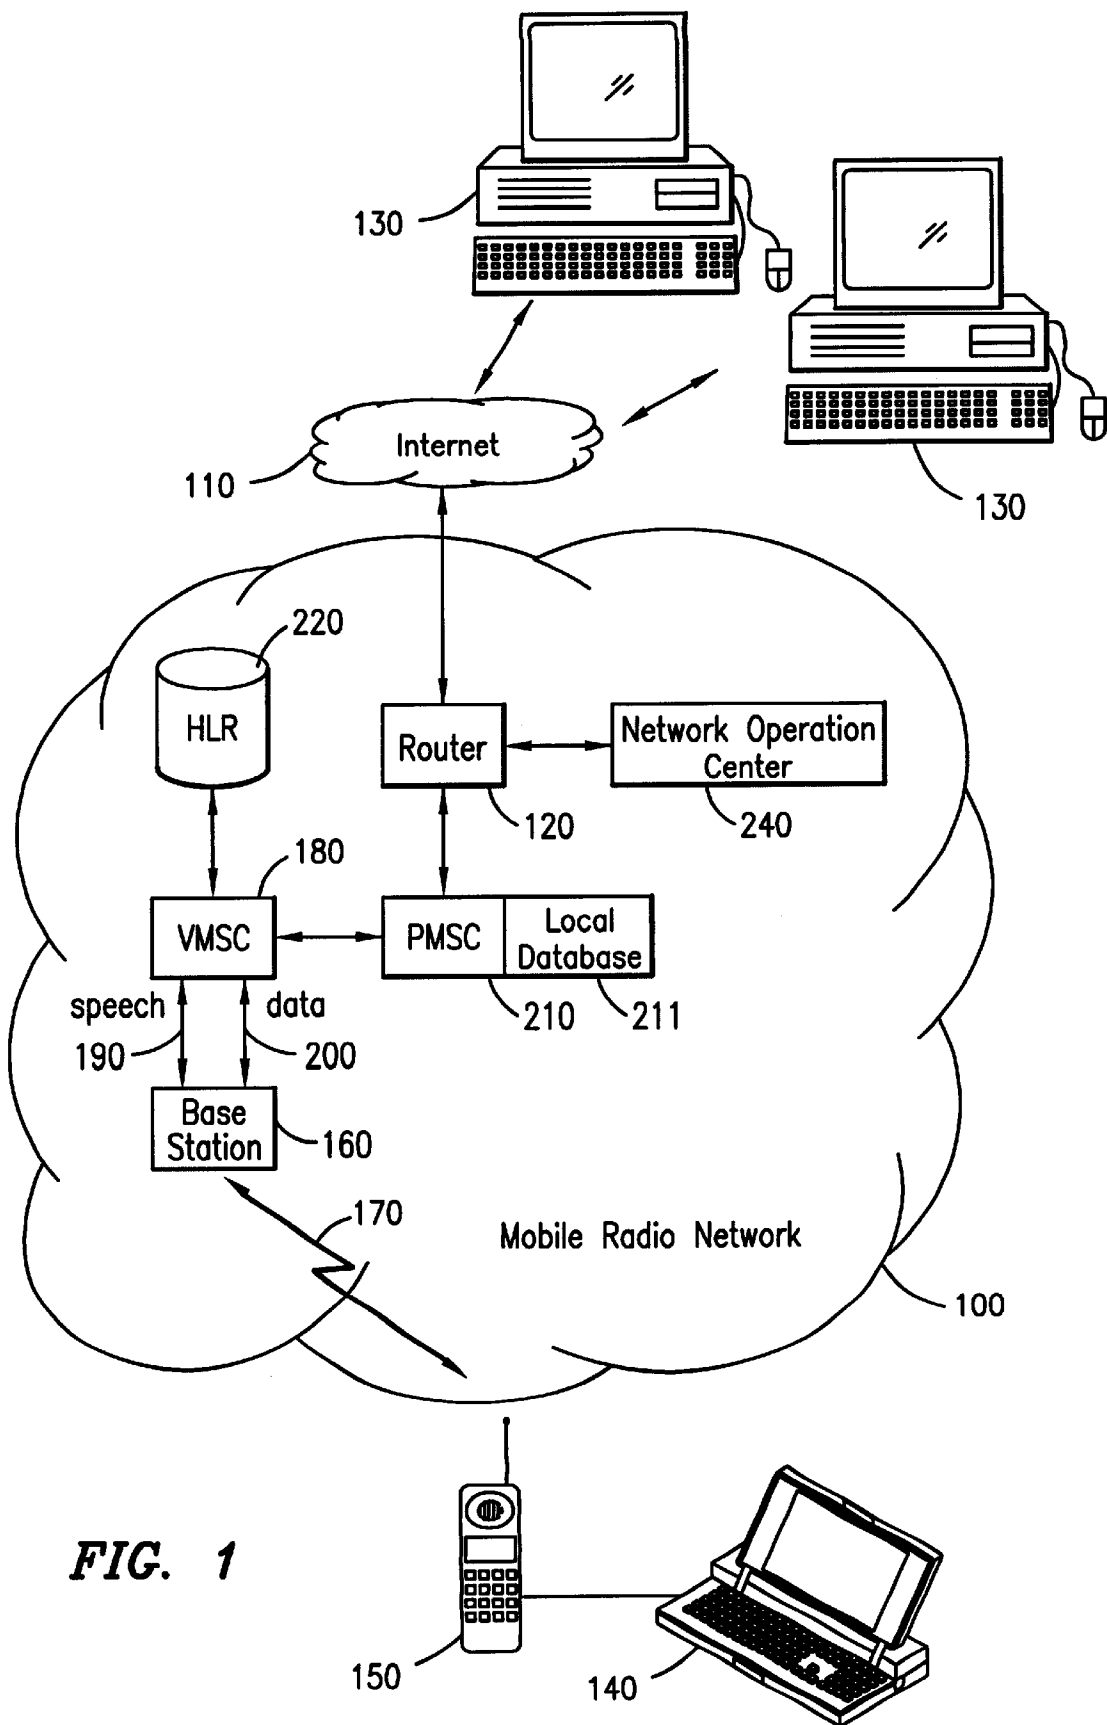 130
Internet
110
130
220
HLR
Router
Network Operation
Center
120
240
180
VMSC
PMSC
Local
Database
speech
data
210
211
190
200
Base
Station
160
170
Mobile Radio Network
100
FIG. 1
150
140